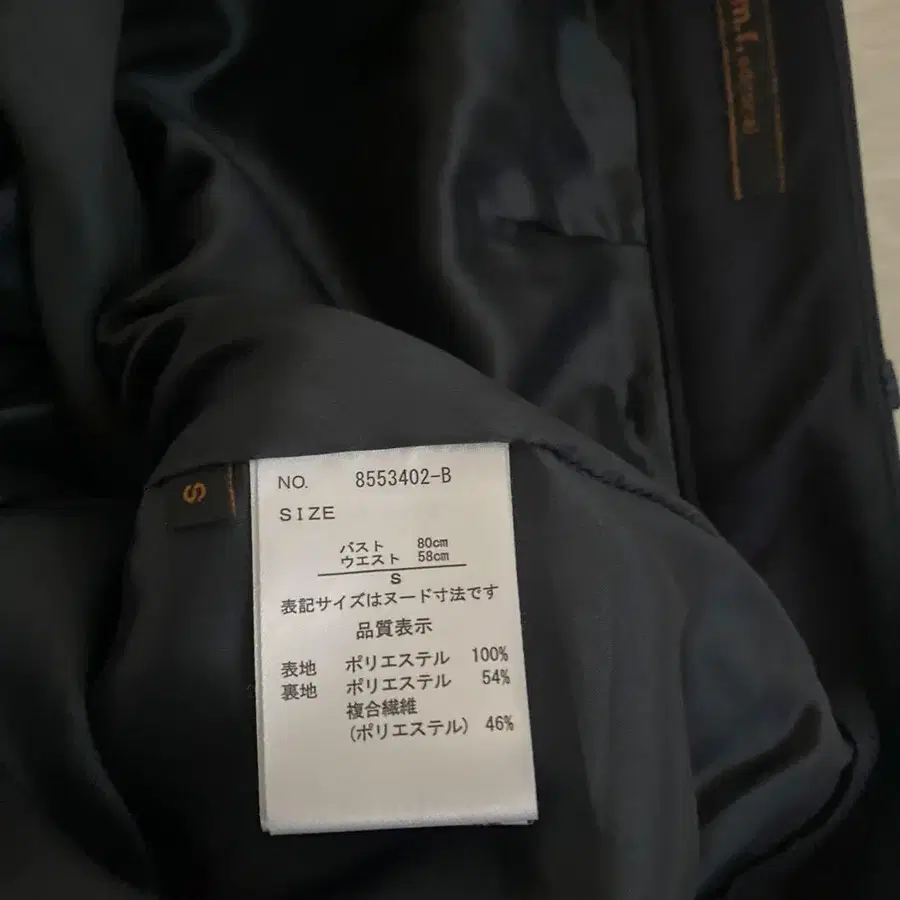 m.f.
S
NO. 8553402-B
SIZE
バスト 80cm
ウエスト 58cm
S
表記サイズはヌード寸法です
品質表示
表地 ポリエステル 100%
裏地 ポリエステル 54%
複合繊維
(ポリエステル) 46%